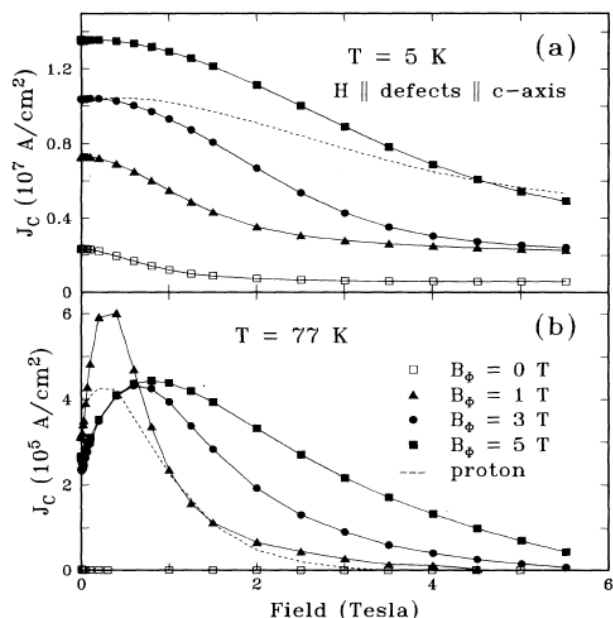 (a)
T = 5 K
H ∥ defects ∥ c-axis
J_C (10^7 A/cm^2)
1.2
0.8
0.4
0
(b)
T = 77 K
B_Φ = 0 T
B_Φ = 1 T
B_Φ = 3 T
B_Φ = 5 T
proton
J_C (10^5 A/cm^2)
6
4
2
0
0 2 4 6
Field (Tesla)